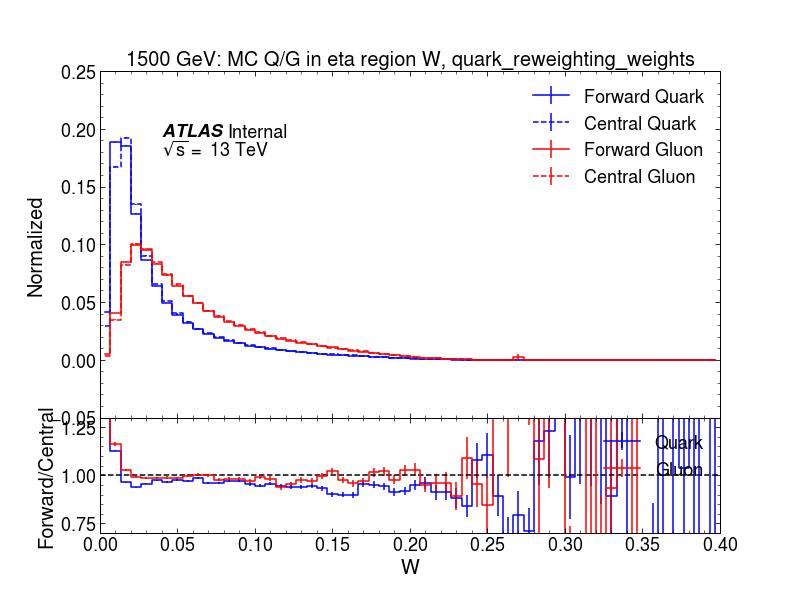 1500 GeV: MC Q/G in eta region W, quark_reweighting_weights
0.25
0.20
0.15
0.10
0.05
0.00
0.05
Normalized
ATLAS Internal
√s = 13 TeV
Forward Quark
Central Quark
Forward Gluon
Central Gluon
1.25
1.00
0.75
Forward/Central
Quark
Gluon
0.00 0.05 0.10 0.15 0.20 0.25 0.30 0.35 0.40
W